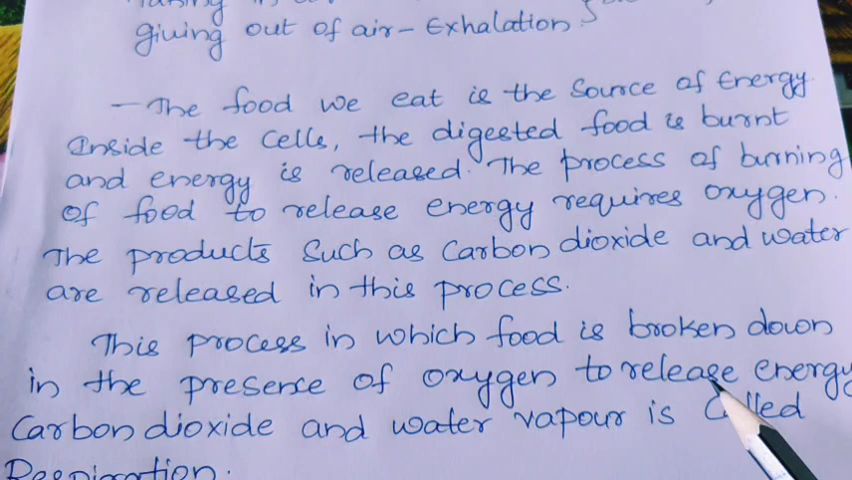 giving out of air - Exhalation
- The food we eat is the Source of Energy.
Inside the cells, the digested food is burnt
and energy is released. The process of burning
of food to release energy requires oxygen.
The products Such as Carbon dioxide and water
are released in this process.
This process in which food is broken down
in the presence of oxygen to release energy
Carbon dioxide and water vapour is Called
Respiration.